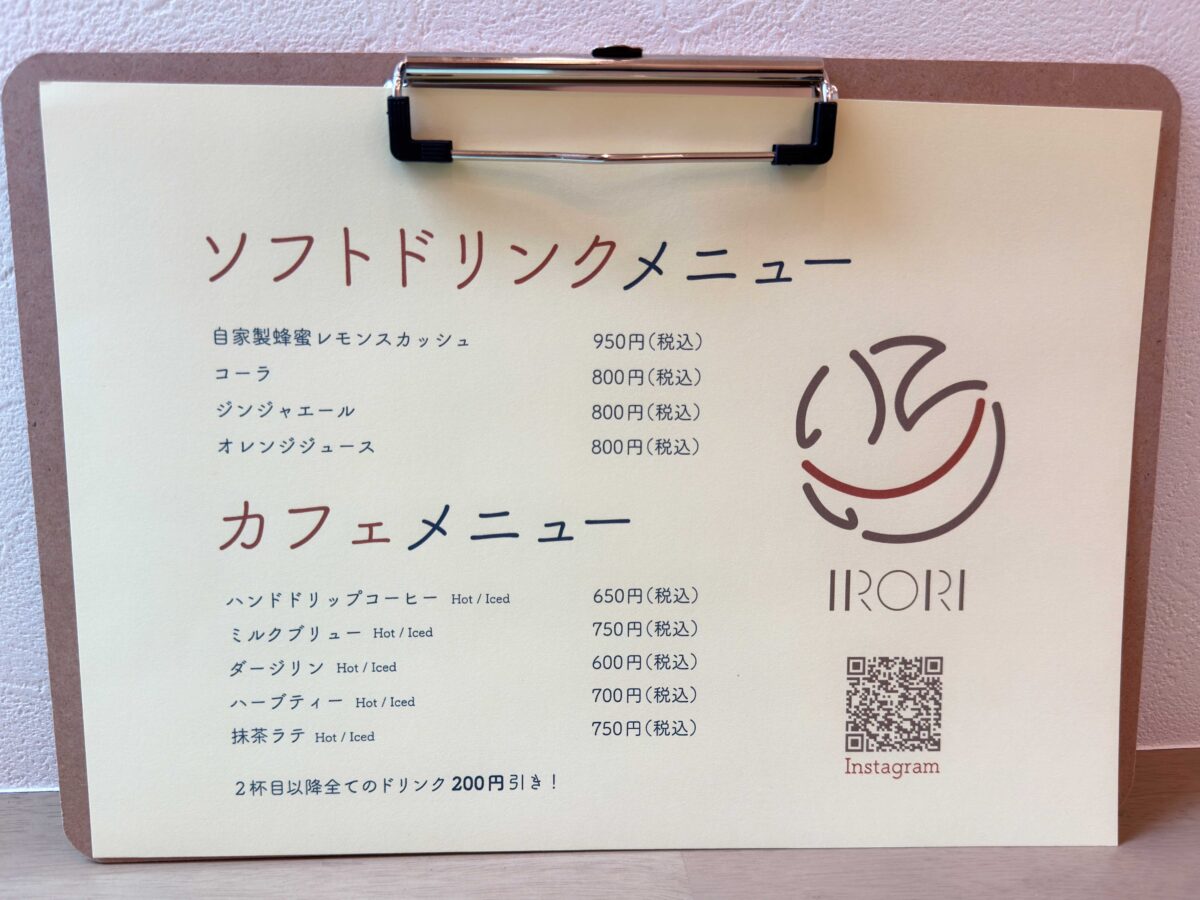 ソフトドリンクメニュー
自家製蜂蜜レモンスカッシュ 950円(税込)
コーラ 800円(税込)
ジンジャエール 800円(税込)
オレンジジュース 800円(税込)
カフェメニュー
ハンドドリップコーヒー Hot / Iced 650円(税込)
ミルクブリュー Hot / Iced 750円(税込)
ダージリン Hot / Iced 600円(税込)
ハーブティー Hot / Iced 700円(税込)
抹茶ラテ Hot / Iced 750円(税込)
2杯目以降全てのドリンク200円引き!
IRORI
Instagram